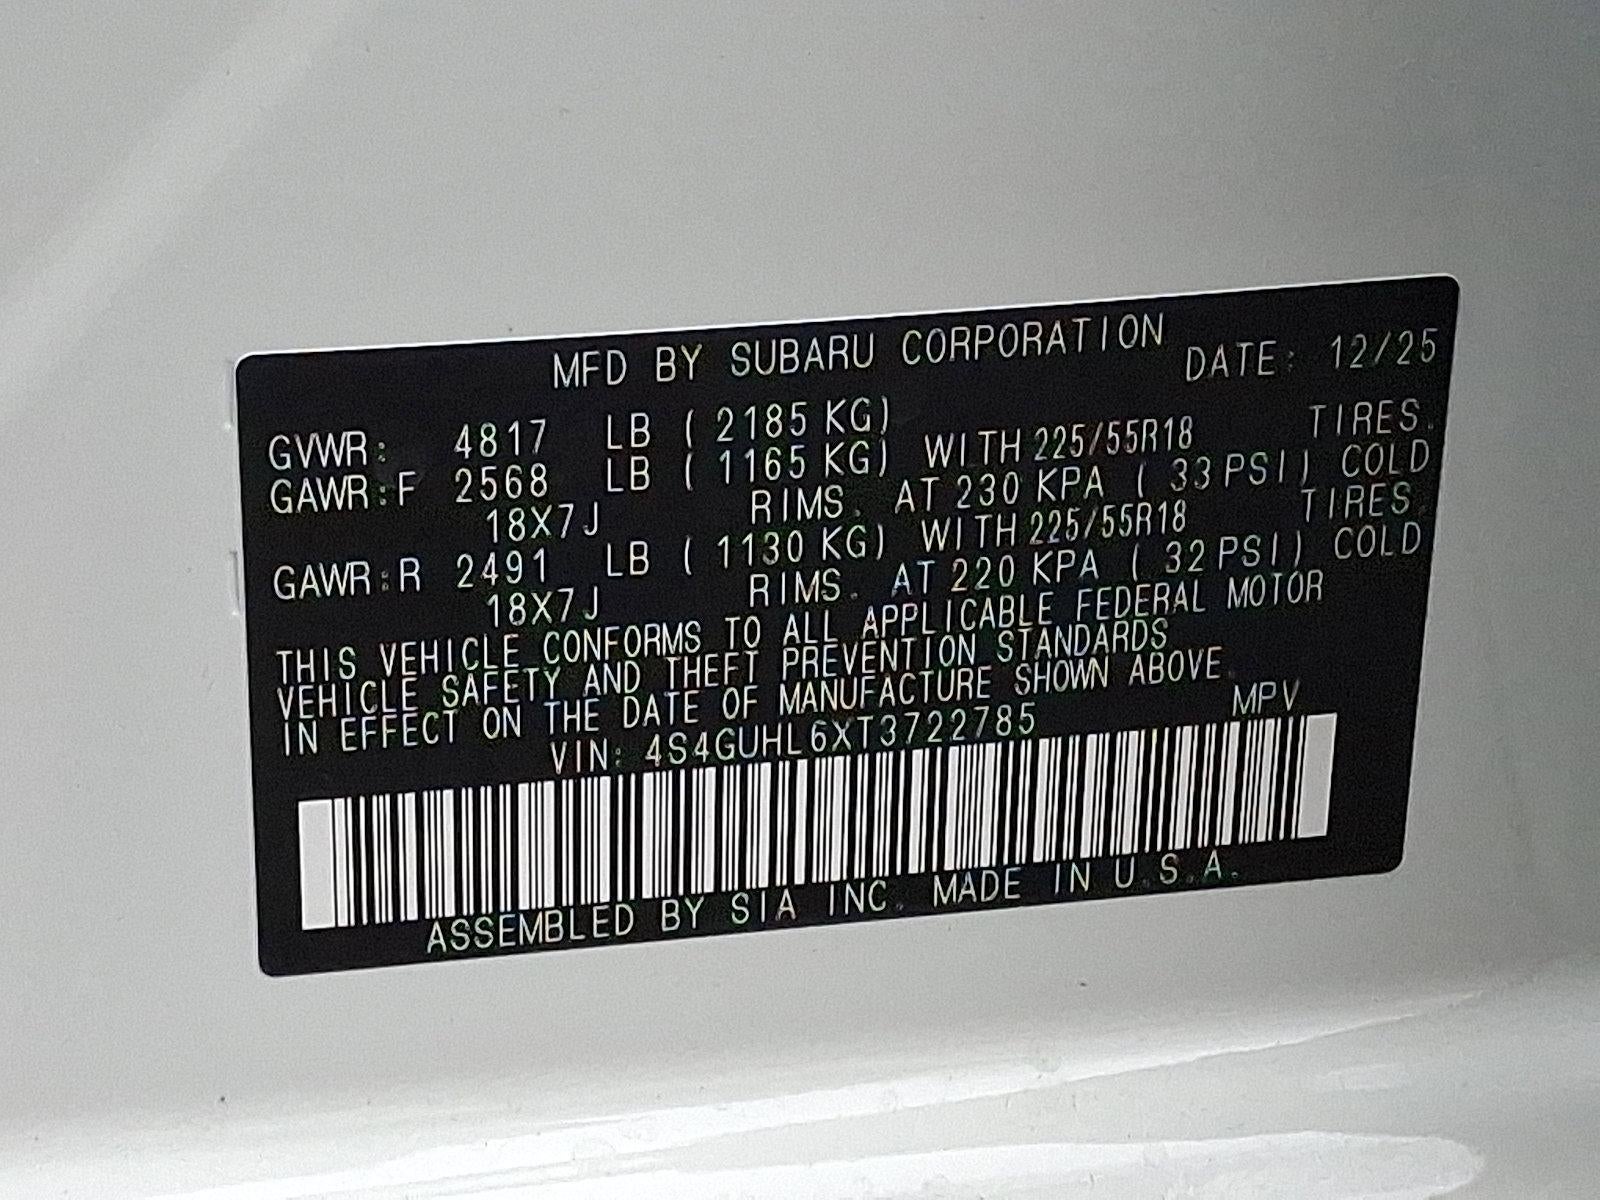 MFD BY SUBARU CORPORATION DATE: 12/25
GVWR: 4817 LB ( 2185 KG)
GAWR:F 2568 LB ( 1165 KG) WITH 225/55R18 TIRES.
18X7J RIMS. AT 230 KPA ( 33 PSI) COLD
GAWR:R 2491 LB ( 1130 KG) WITH 225/55R18 TIRES.
18X7J RIMS. AT 220 KPA ( 32 PSI) COLD
THIS VEHICLE CONFORMS TO ALL APPLICABLE FEDERAL MOTOR
VEHICLE SAFETY AND THEFT PREVENTION STANDARDS
IN EFFECT ON THE DATE OF MANUFACTURE SHOWN ABOVE.
VIN: 4S4GUHL6XT3722785 MPV
ASSEMBLED BY SIA INC. MADE IN U.S.A.